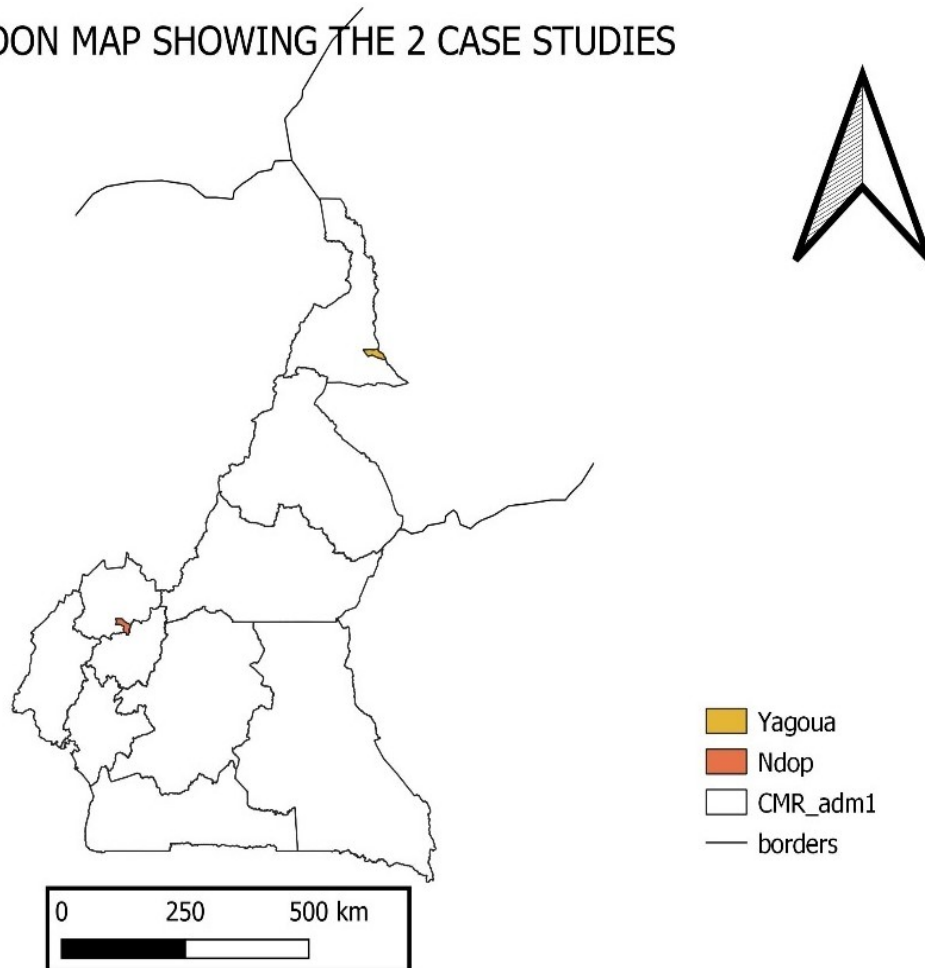 OON MAP SHOWING THE 2 CASE STUDIES
Yagoua
Ndop
CMR_adm1
borders
0 250 500 km